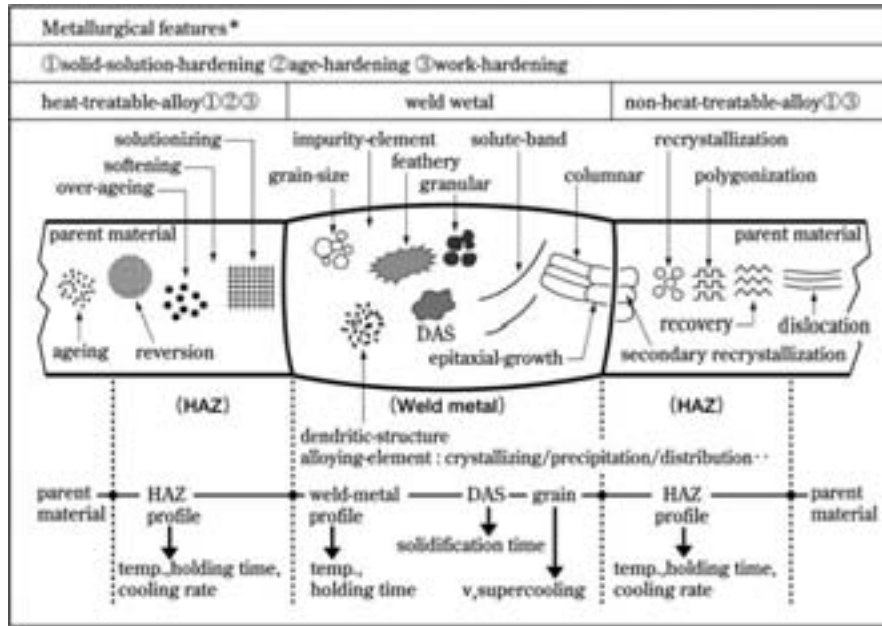 Metallurgical features*
①solid-solution-hardening ②age-hardening ③work-hardening
heat-treatable-alloy①②③
weld wetal
non-heat-treatable-alloy①③
solutionizing
softening
over-ageing
impurity-element
feathery
grain-size
granular
solute-band
columnar
recrystallization
polygonization
parent material
parent material
ageing
reversion
DAS
epitaxial-growth
recovery
dislocation
secondary recrystallization
(HAZ)
(Weld metal)
(HAZ)
dendritic-structure
alloying-element : crystallizing/precipitation/distribution··
parent
material
HAZ
profile
weld-metal
profile
DAS
grain
HAZ
profile
parent
material
solidification time
temp.,holding time,
cooling rate
temp.,
holding time
v,supercooling
temp.,holding time,
cooling rate